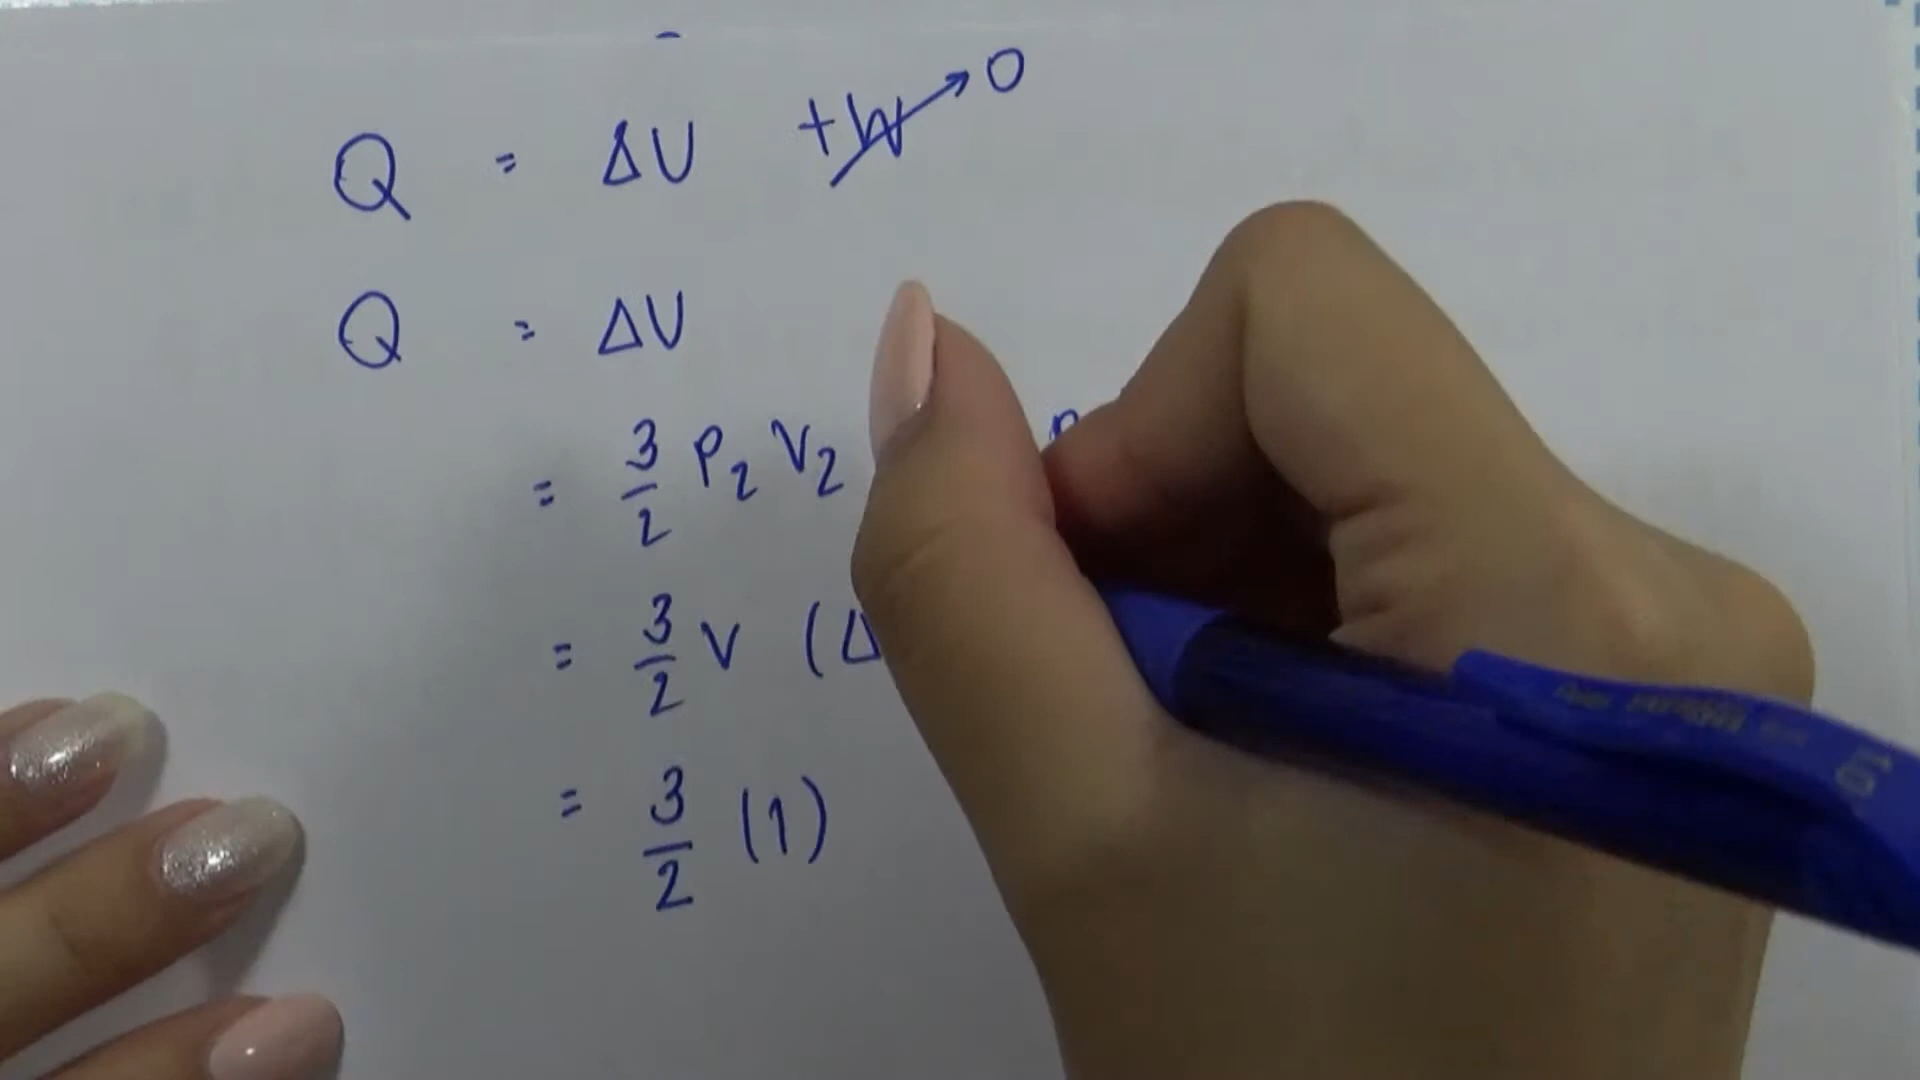 Q = ΔU +W → 0
Q = ΔU
= 3/2 P₂ V₂
= 3/2 V (Δ
= 3/2 (1)